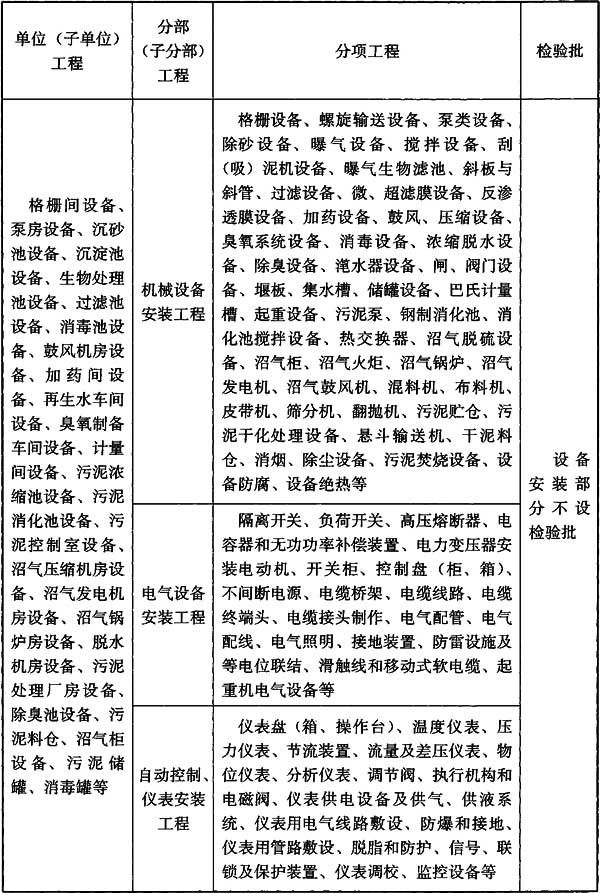 单位（子单位）
工程
分部
（子分部）
工程
分项工程
检验批
格栅间设备、
泵房设备、沉砂
池设备、沉淀池
设备、生物处理
池设备、过滤池
设备、消毒池设
备、鼓风机房设
备、加药间设
备、再生水车间
设备、臭氧制备
车间设备、计量
间设备、污泥浓
缩池设备、污泥
消化池设备、污
泥控制室设备、
沼气压缩机房设
备、沼气发电机
房设备、沼气锅
炉房设备、脱水
机房设备、污泥
处理厂房设备、
除臭池设备、污
泥料仓、沼气柜
设备、污泥储
罐、消毒罐等
机械设备
安装工程
格栅设备、螺旋输送设备、泵类设备、
除砂设备、曝气设备、搅拌设备、刮
（吸）泥机设备、曝气生物滤池、斜板与
斜管、过滤设备、微、超滤膜设备、反渗
透膜设备、加药设备、鼓风、压缩设备、
臭氧系统设备、消毒设备、浓缩脱水设
备、除臭设备、滗水器设备、闸、阀门设
备、堰板、集水槽、储罐设备、巴氏计量
槽、起重设备、污泥泵、钢制消化池、消
化池搅拌设备、热交换器、沼气脱硫设
备、沼气柜、沼气火炬、沼气锅炉、沼气
发电机、沼气鼓风机、混料机、布料机、
皮带机、筛分机、翻抛机、污泥贮仓、污
泥干化处理设备、悬斗输送机、干泥料
仓、消烟、除尘设备、污泥焚烧设备、设
备防腐、设备绝热等
电气设备
安装工程
隔离开关、负荷开关、高压熔断器、电
容器和无功功率补偿装置、电力变压器安
装电动机、开关柜、控制盘（柜、箱）、
不间断电源、电缆桥架、电缆线路、电缆
终端头、电缆接头制作、电气配管、电气
配线、电气照明、接地装置、防雷设施及
等电位联结、滑触线和移动式软电缆、起
重机电气设备等
自动控制、
仪表安装
工程
仪表盘（箱、操作台）、温度仪表、压
力仪表、节流装置、流量及差压仪表、物
位仪表、分析仪表、调节阀、执行机构和
电磁阀、仪表供电设备及供气、供液系
统、仪表用电气线路敷设、防爆和接地、
仪表用管路敷设、脱脂和防护、信号、联
锁及保护装置、仪表调校、监控设备等
设备
安装部
分不设
检验批